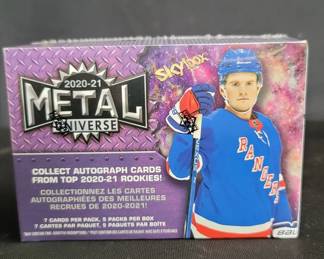 2020-21
METAL
UNIVERSE
Skybox
COLLECT AUTOGRAPH CARDS
FROM TOP 2020-21 ROOKIES!
COLLECTIONNEZ LES CARTES
AUTOGRAPHIÉES DES MEILLEURES
RECRUES DE 2020-2021!
7 CARDS PER PACK, 5 PACKS PER BOX
7 CARTES PAR PAQUET, 5 PAQUETS PAR BOÎTE
RANGERS